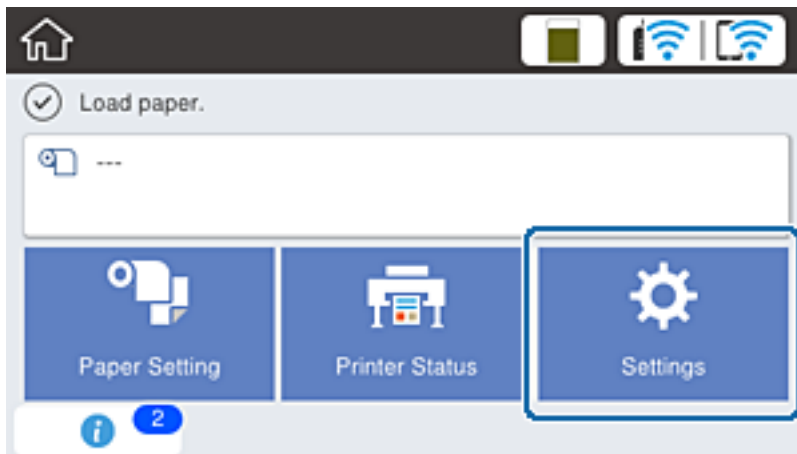 Load paper.
---
Paper Setting
Printer Status
Settings
i 2